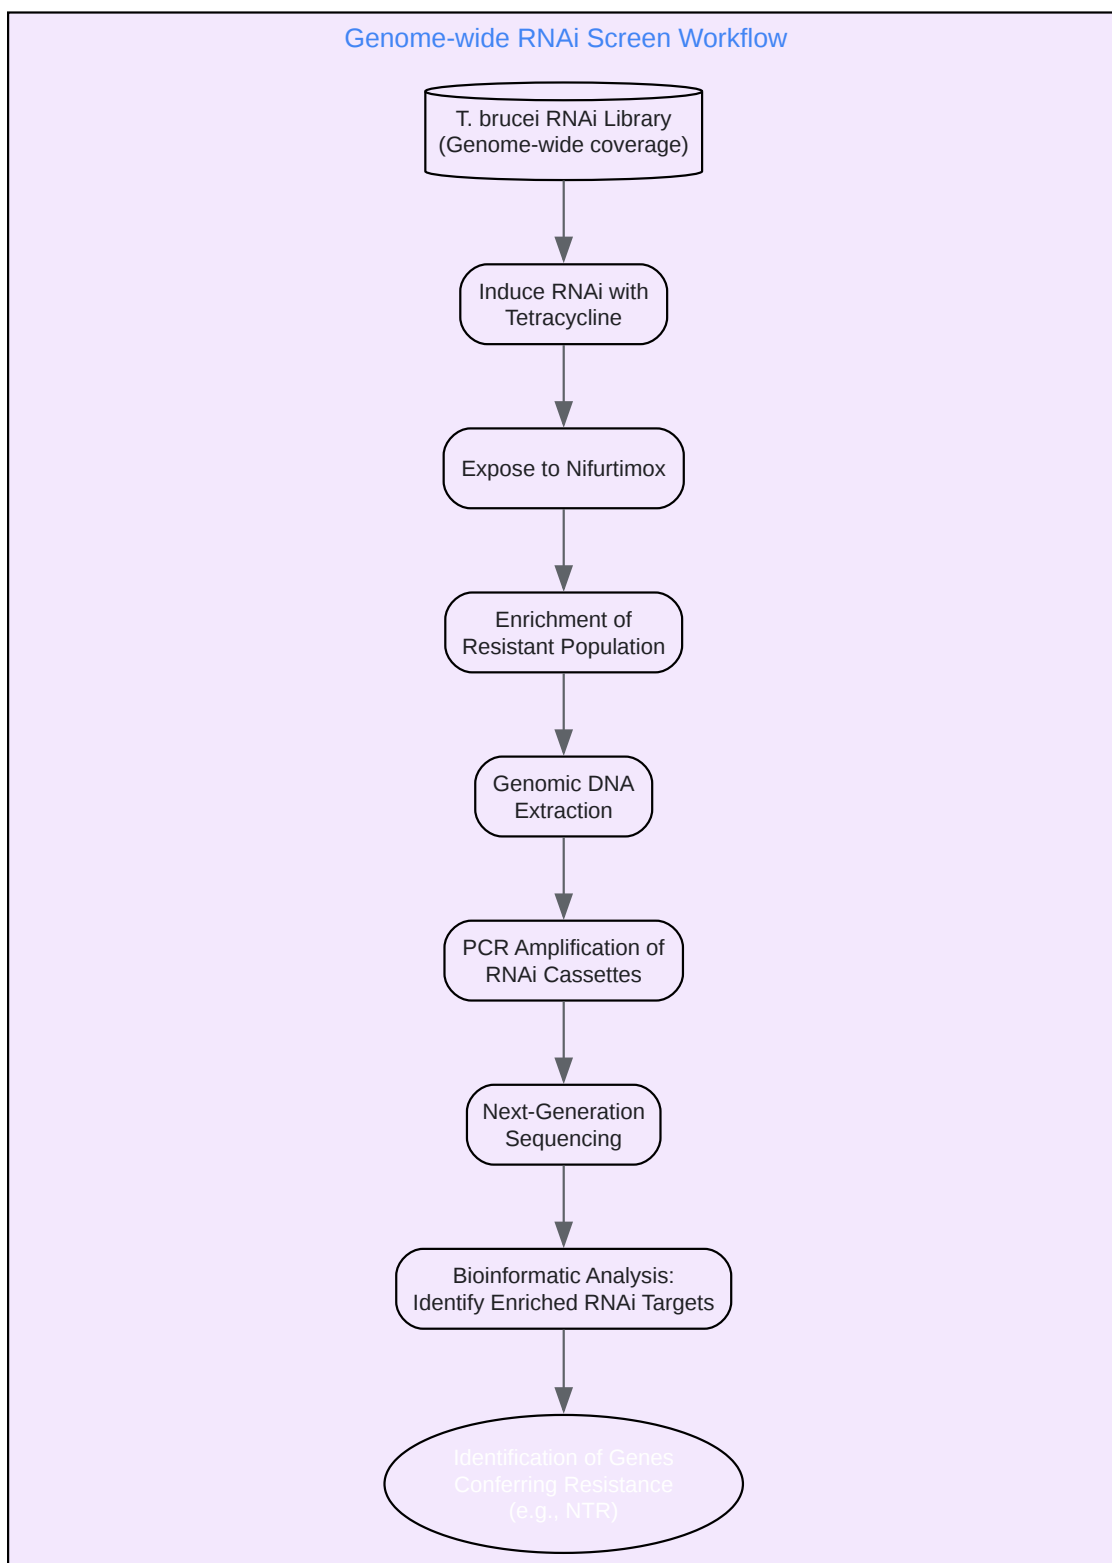 Genome-wide RNAi Screen Workflow
T. brucei RNAi Library
(Genome-wide coverage)
Induce RNAi with
Tetracycline
Expose to Nifurtimox
Enrichment of
Resistant Population
Genomic DNA
Extraction
PCR Amplification of
RNAi Cassettes
Next-Generation
Sequencing
Bioinformatic Analysis:
Identify Enriched RNAi Targets
Identification of Genes
Conferring Resistance
(e.g., NTR)